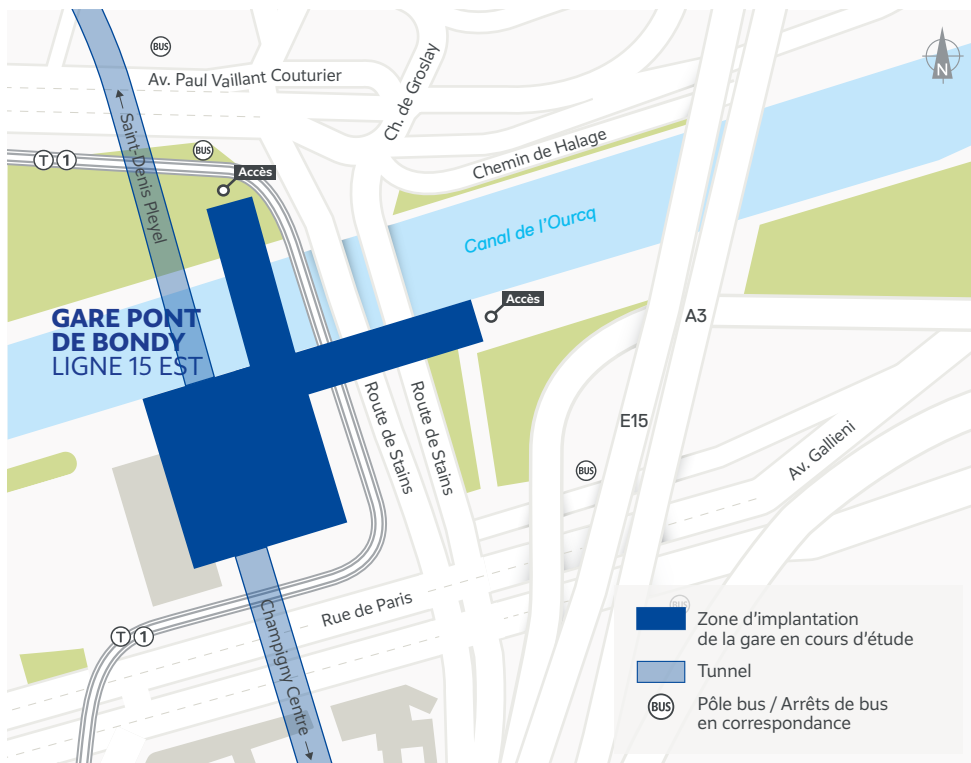 BUS
Av. Paul Vaillant Couturier
Ch. de Groslay
N
← Saint-Denis Pleyel
BUS
T 1
Accès
Chemin de Halage
Canal de l'Ourcq
Accès
GARE PONT
DE BONDY
LIGNE 15 EST
A3
Route de Stains
Route de Stains
E15
BUS
Av. Gallieni
Rue de Paris
T 1
Champigny Centre →
BUS
Zone d'implantation
de la gare en cours d'étude
Tunnel
BUS
Pôle bus / Arrêts de bus
en correspondance